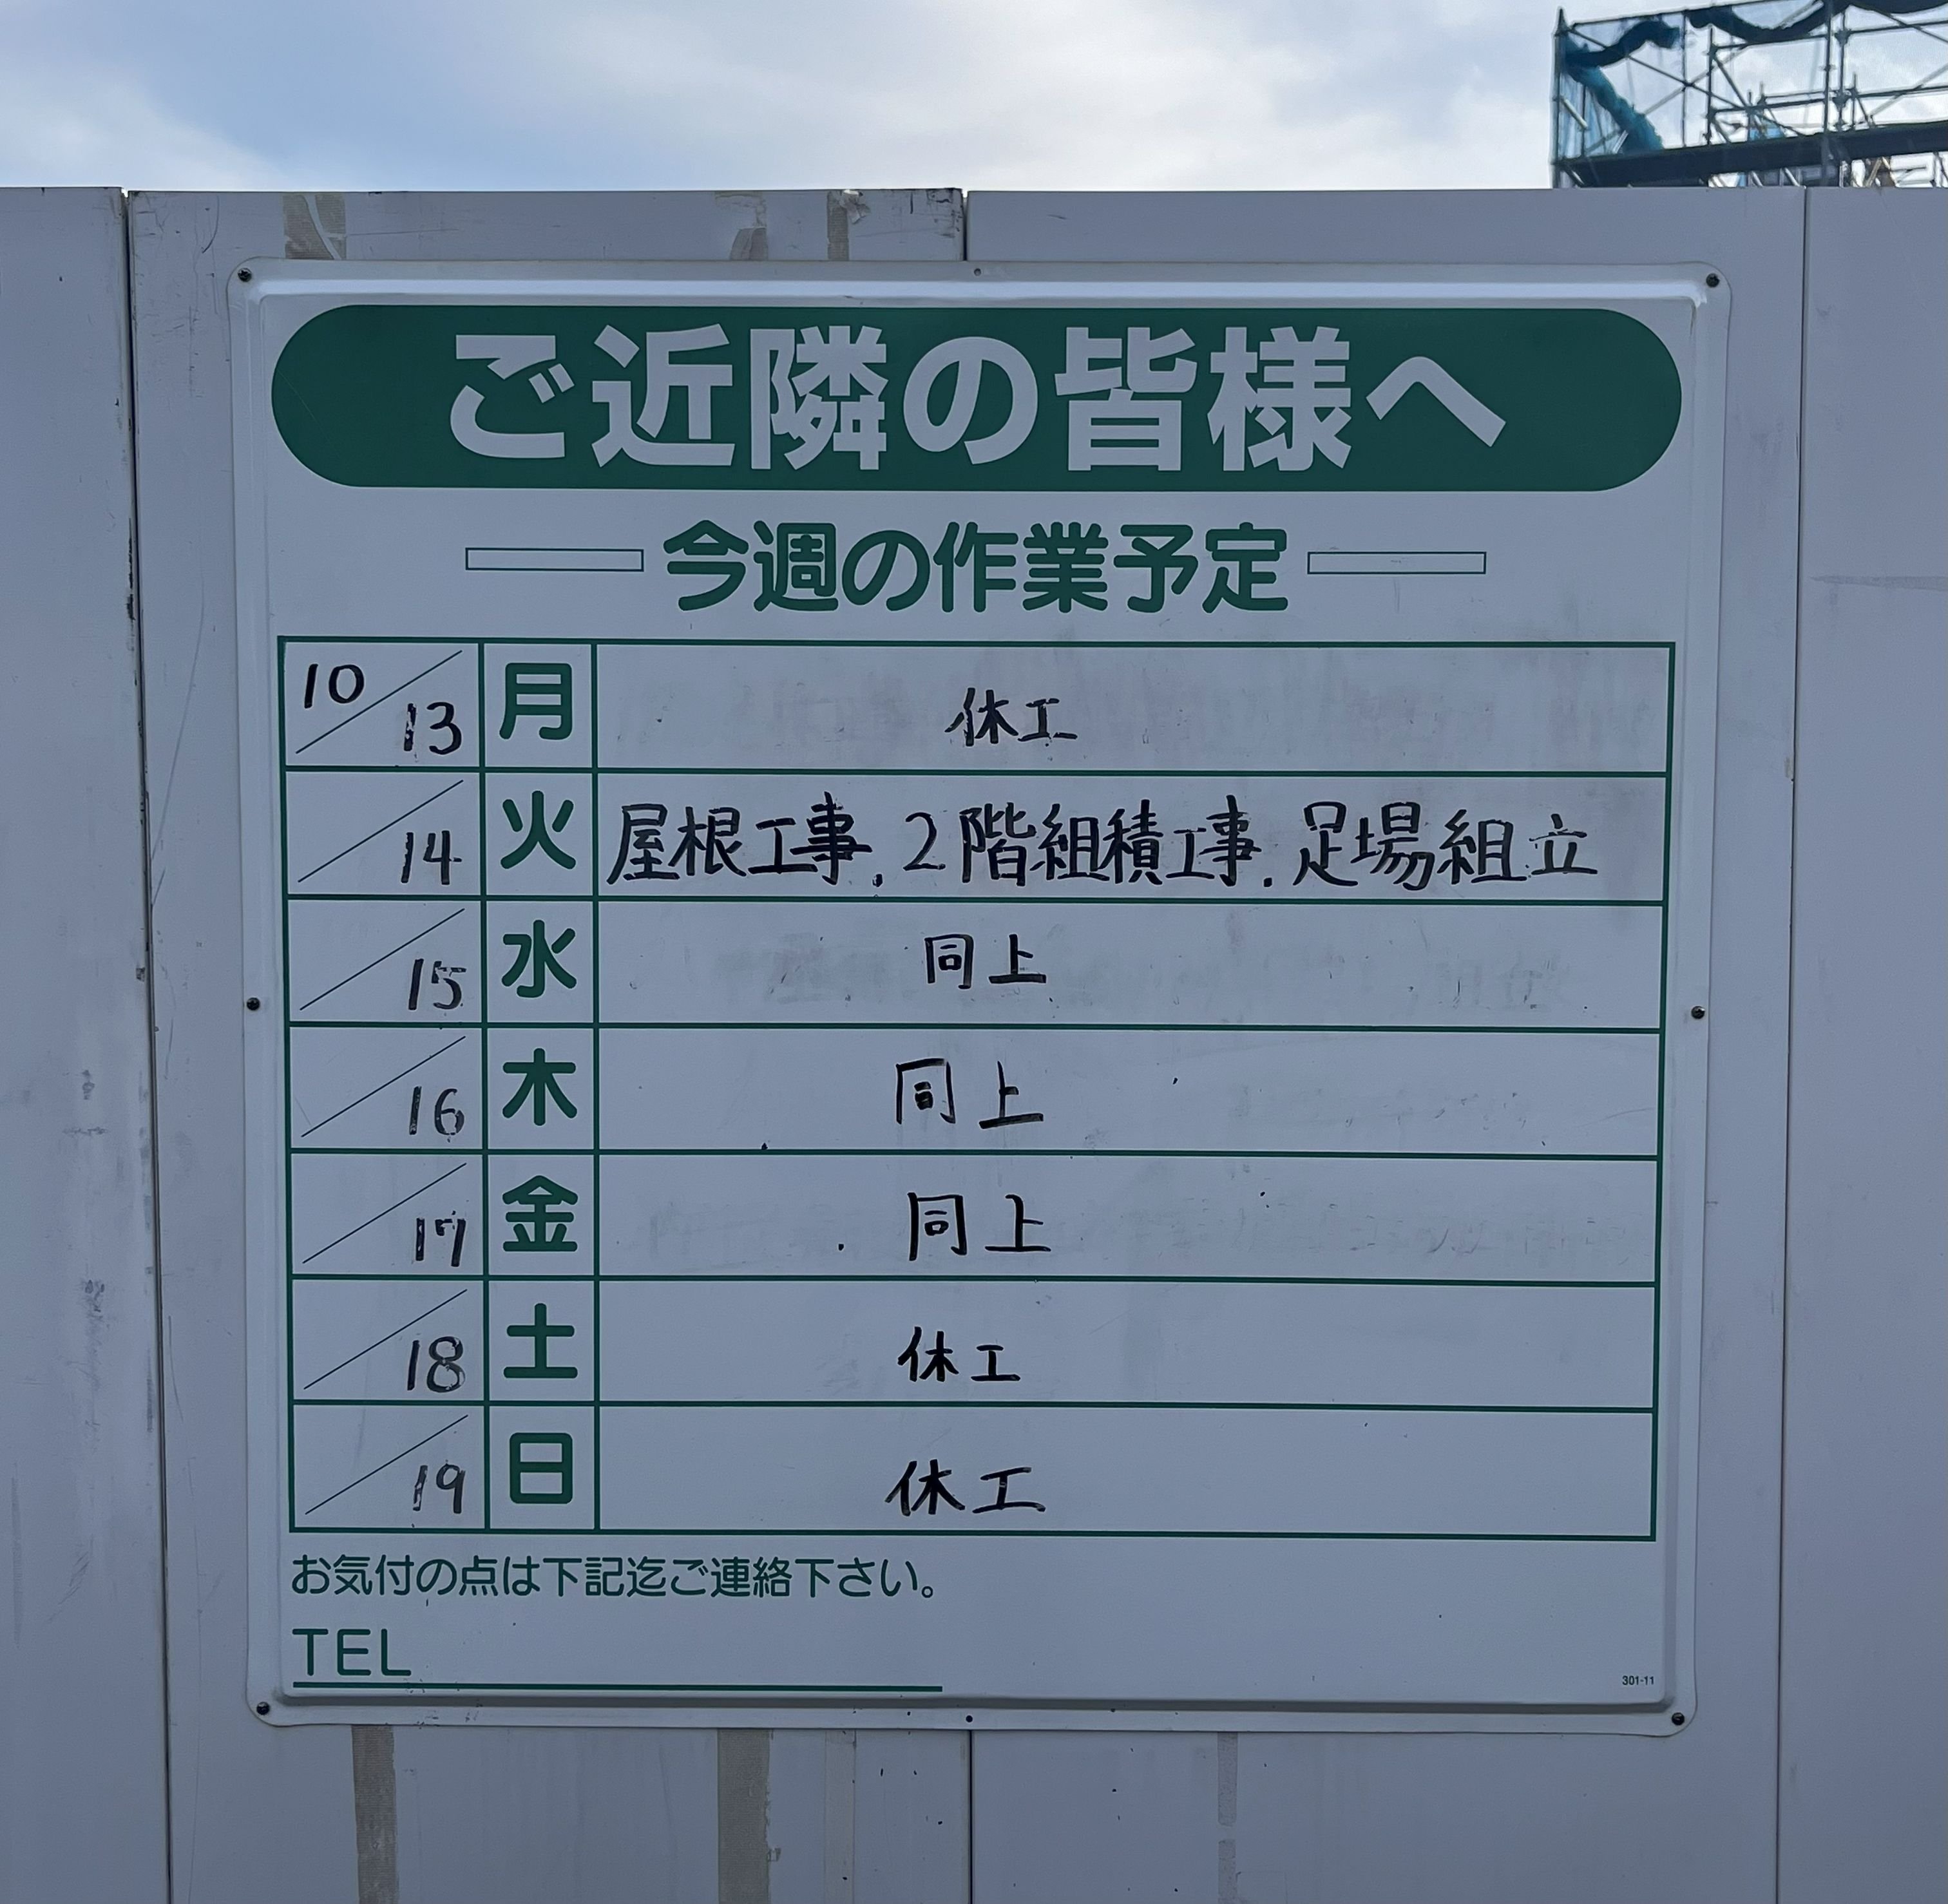 ご近隣の皆様へ
今週の作業予定
10/13 月 休工
/14 火 屋根工事. 2階組積工事. 足場組立
/15 水 同上
/16 木 同上
/17 金 同上
/18 土 休工
/19 日 休工
お気付の点は下記迄ご連絡下さい。
TEL
301-11